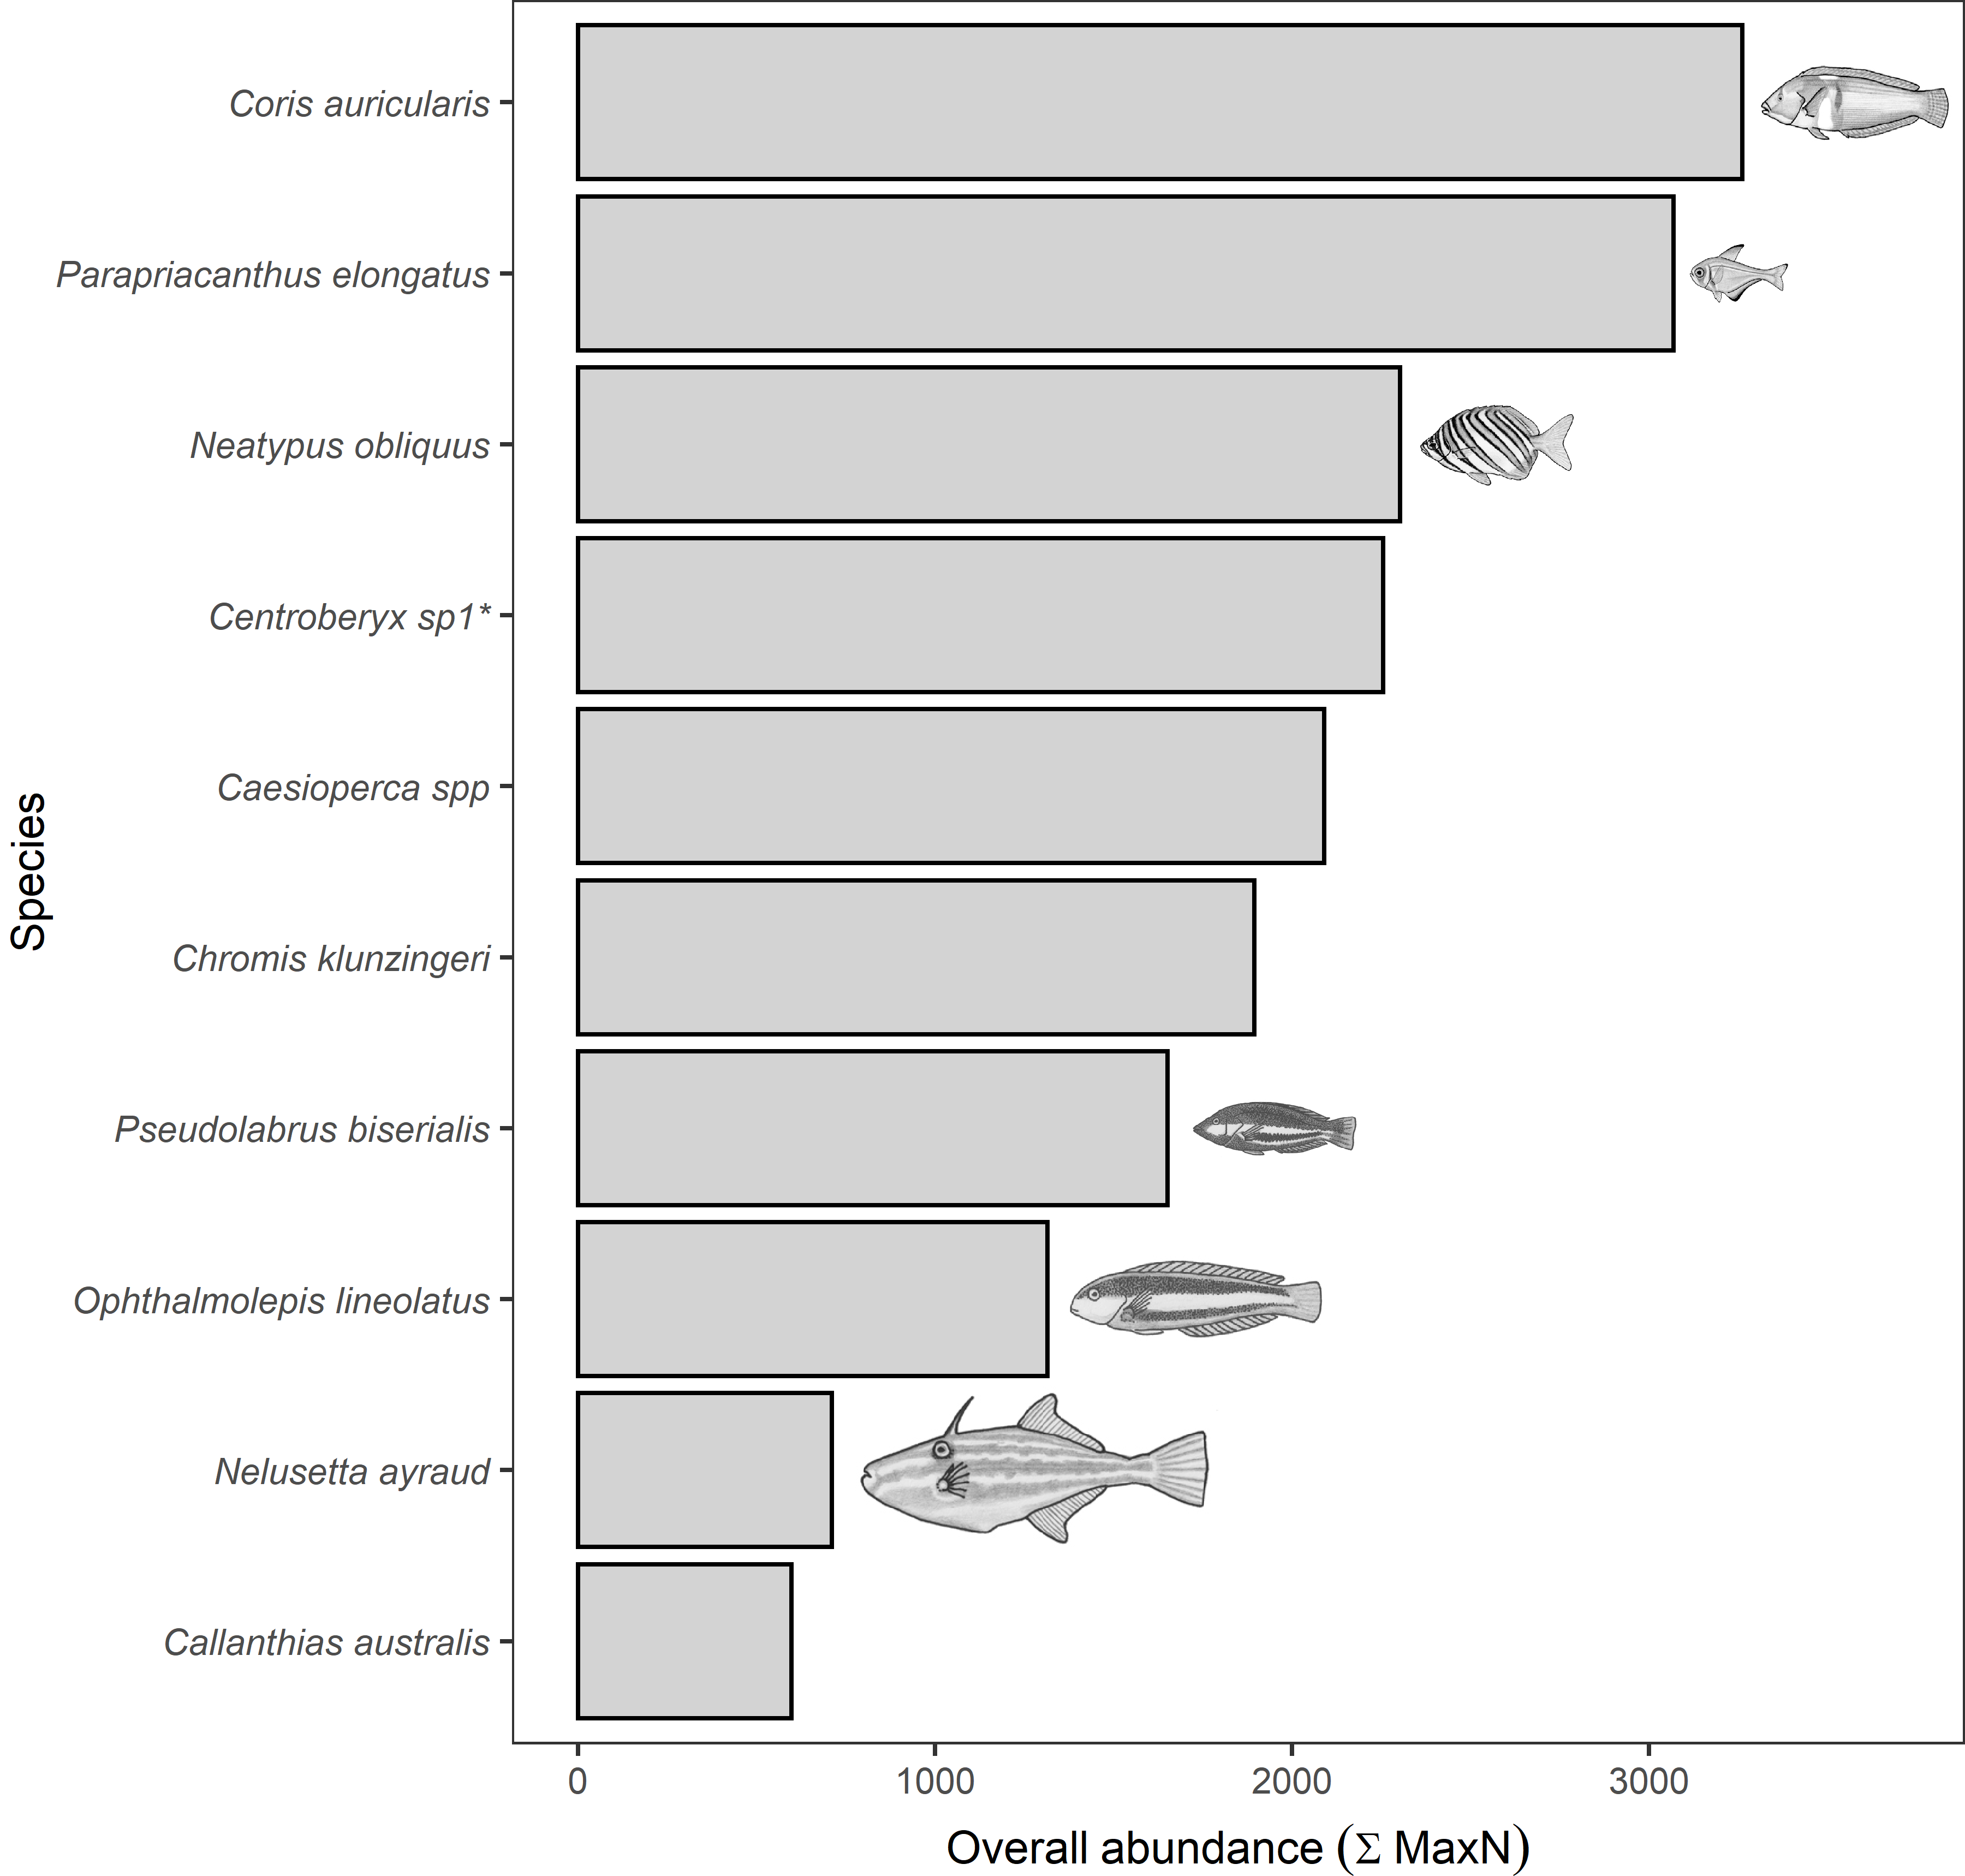 Coris auricularis
Parapriacanthus elongatus
Neatypus obliquus
Centroberyx sp1*
Caesioperca spp
Chromis klunzingeri
Pseudolabrus biserialis
Ophthalmolepis lineolatus
Nelusetta ayraud
Callanthias australis
Species
0 1000 2000 3000
Overall abundance (Σ MaxN)